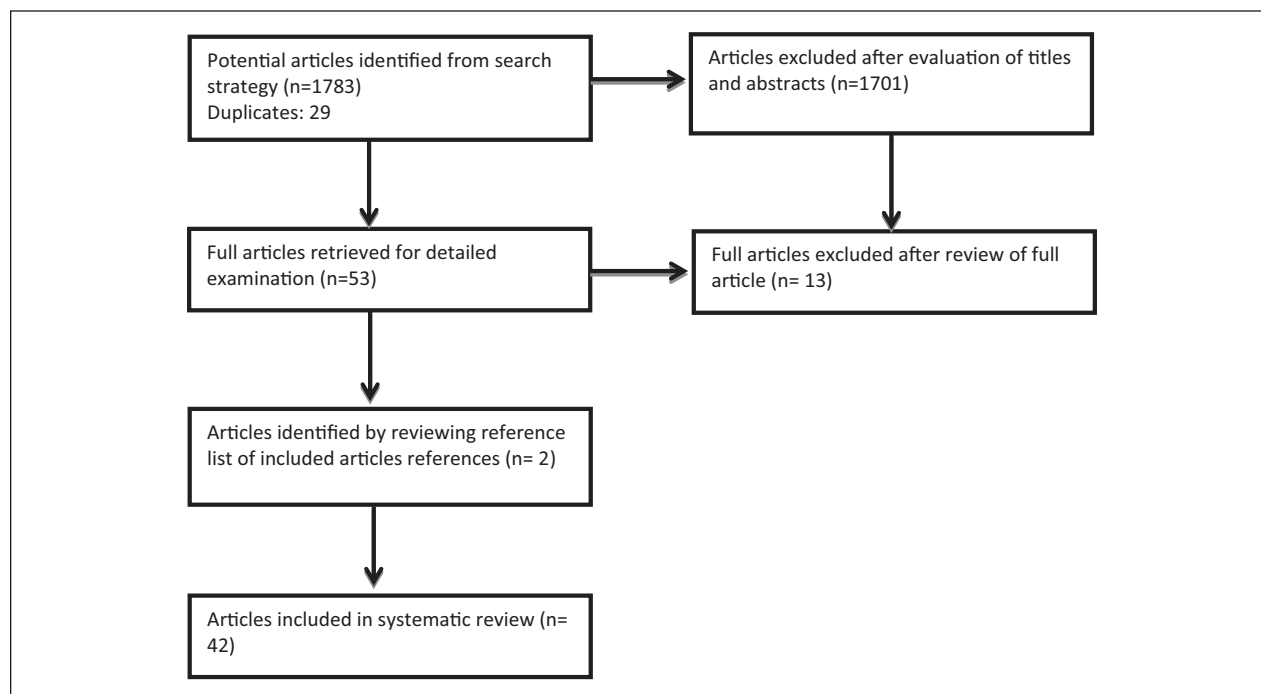 Potential articles identified from search
strategy (n=1783)
Duplicates: 29
Articles excluded after evaluation of titles
and abstracts (n=1701)
Full articles retrieved for detailed
examination (n=53)
Full articles excluded after review of full
article (n= 13)
Articles identified by reviewing reference
list of included articles references (n= 2)
Articles included in systematic review (n=
42)